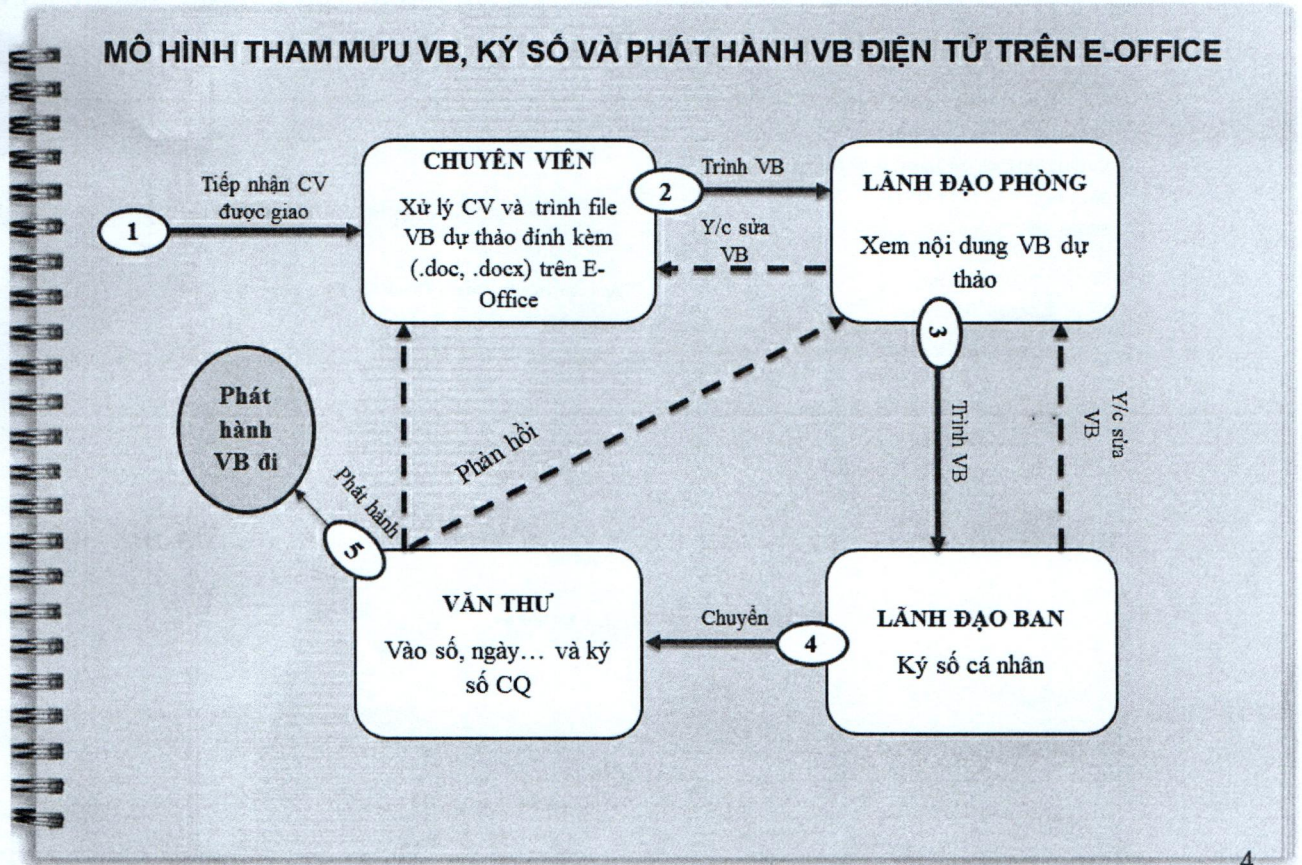 MÔ HÌNH THAM MƯU VB, KÝ SỐ VÀ PHÁT HÀNH VB ĐIỆN TỬ TRÊN E-OFFICE
1
Tiếp nhận CV
được giao
CHUYÊN VIÊN
Xử lý CV và trình file
VB dự thảo đính kèm
(.doc, .docx) trên E-
Office
2
Trình VB
Y/c sửa
VB
LÃNH ĐẠO PHÒNG
Xem nội dung VB dự
thảo
3
Trình VB
Y/c sửa
VB
Phản hồi
Phát
hành
VB đi
Phát hành
5
VĂN THƯ
Vào số, ngày... và ký
số CQ
Chuyển
4
LÃNH ĐẠO BAN
Ký số cá nhân
4